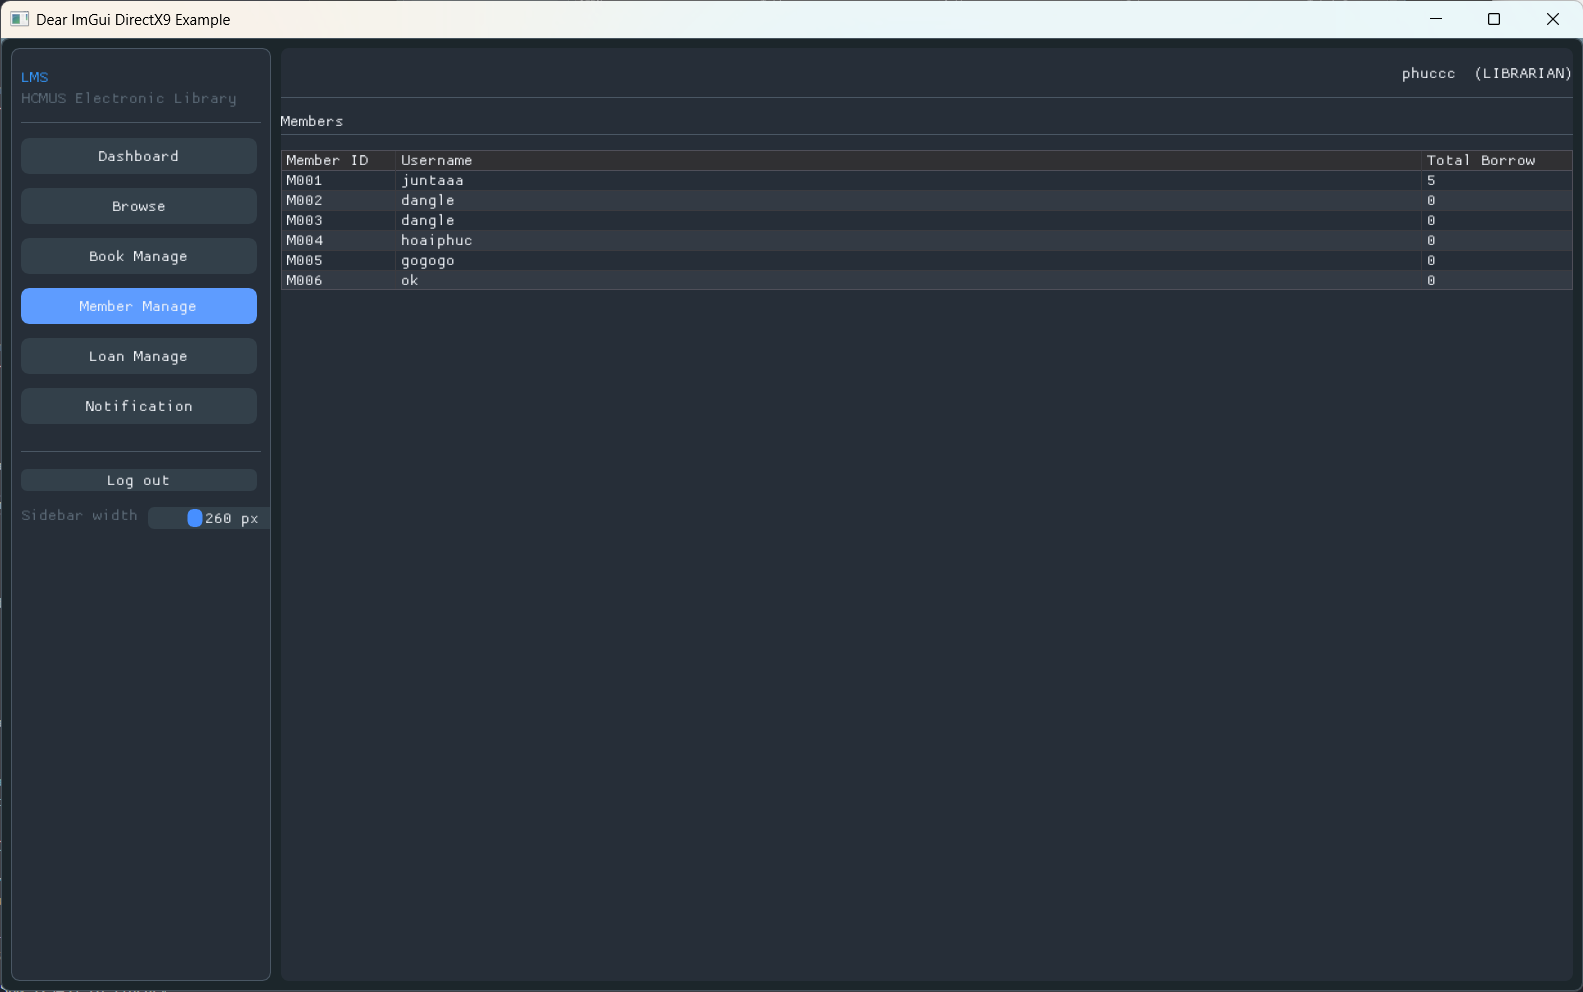 Dear ImGui DirectX9 Example
LMS
HCMUS Electronic Library
Dashboard
Browse
Book Manage
Member Manage
Loan Manage
Notification
Log out
Sidebar width 260 px
phuccc (LIBRARIAN)
Members
Member ID Username Total Borrow
M001 juntaaa 5
M002 dangle 0
M003 dangle 0
M004 hoaiphuc 0
M005 gogogo 0
M006 ok 0